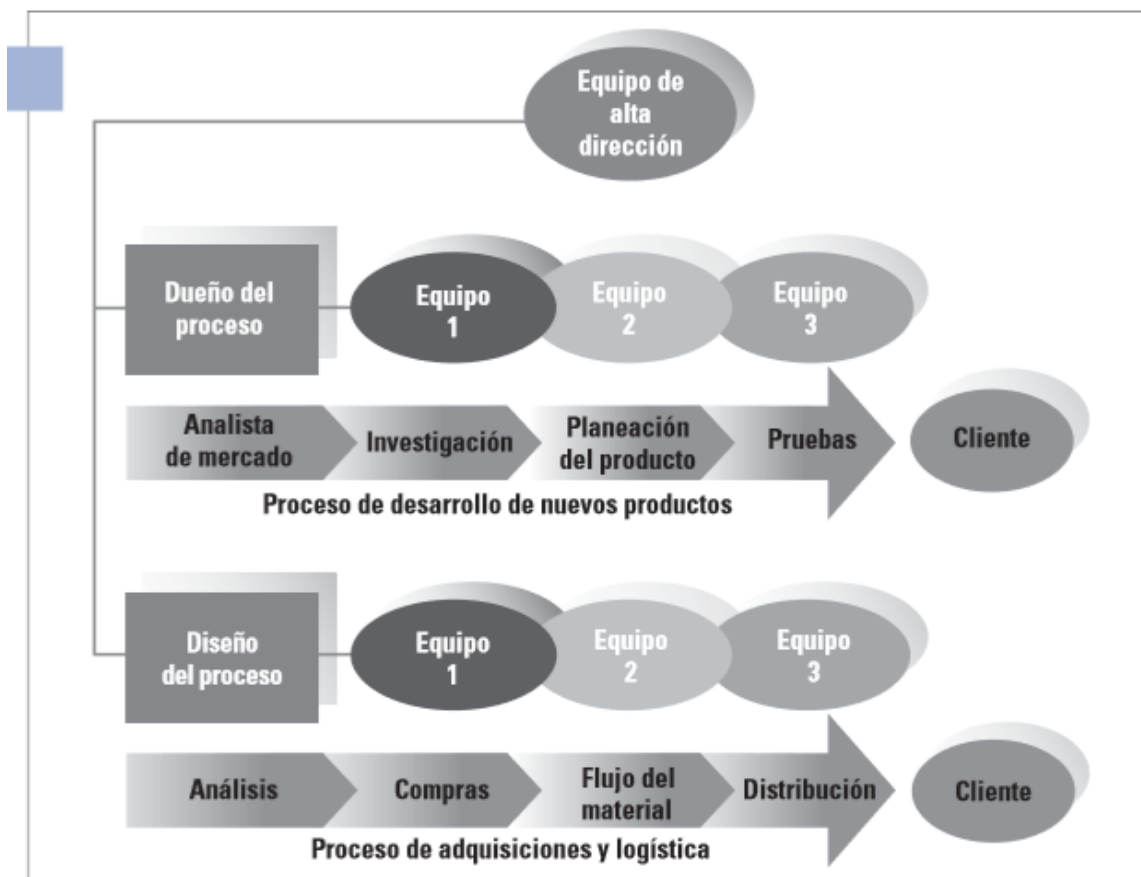 Equipo de
alta
dirección
Dueño del
proceso
Equipo
1
Equipo
2
Equipo
3
Analista
de mercado
Investigación
Planeación
del producto
Pruebas
Cliente
Proceso de desarrollo de nuevos productos
Diseño
del proceso
Equipo
1
Equipo
2
Equipo
3
Análisis
Compras
Flujo del
material
Distribución
Cliente
Proceso de adquisiciones y logística